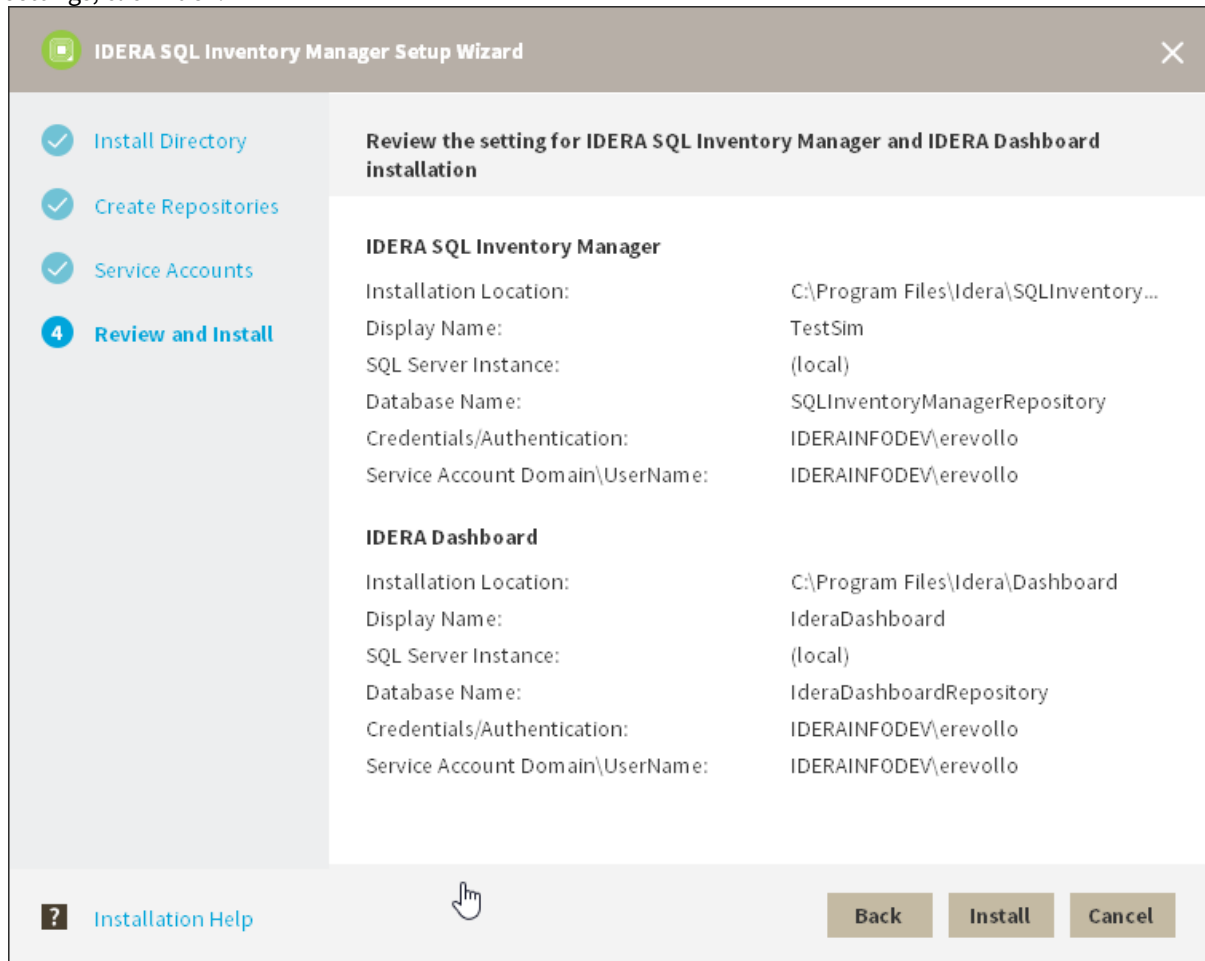 IDERA SQL Inventory Manager Setup Wizard
Install Directory
Create Repositories
Service Accounts
4 Review and Install
Review the setting for IDERA SQL Inventory Manager and IDERA Dashboard
installation
IDERA SQL Inventory Manager
Installation Location: C:\Program Files\Idera\SQLInventory...
Display Name: TestSim
SQL Server Instance: (local)
Database Name: SQLInventoryManagerRepository
Credentials/Authentication: IDERAINFODEV\erevollo
Service Account Domain\UserName: IDERAINFODEV\erevollo
IDERA Dashboard
Installation Location: C:\Program Files\Idera\Dashboard
Display Name: IderaDashboard
SQL Server Instance: (local)
Database Name: IderaDashboardRepository
Credentials/Authentication: IDERAINFODEV\erevollo
Service Account Domain\UserName: IDERAINFODEV\erevollo
? Installation Help
Back Install Cancel